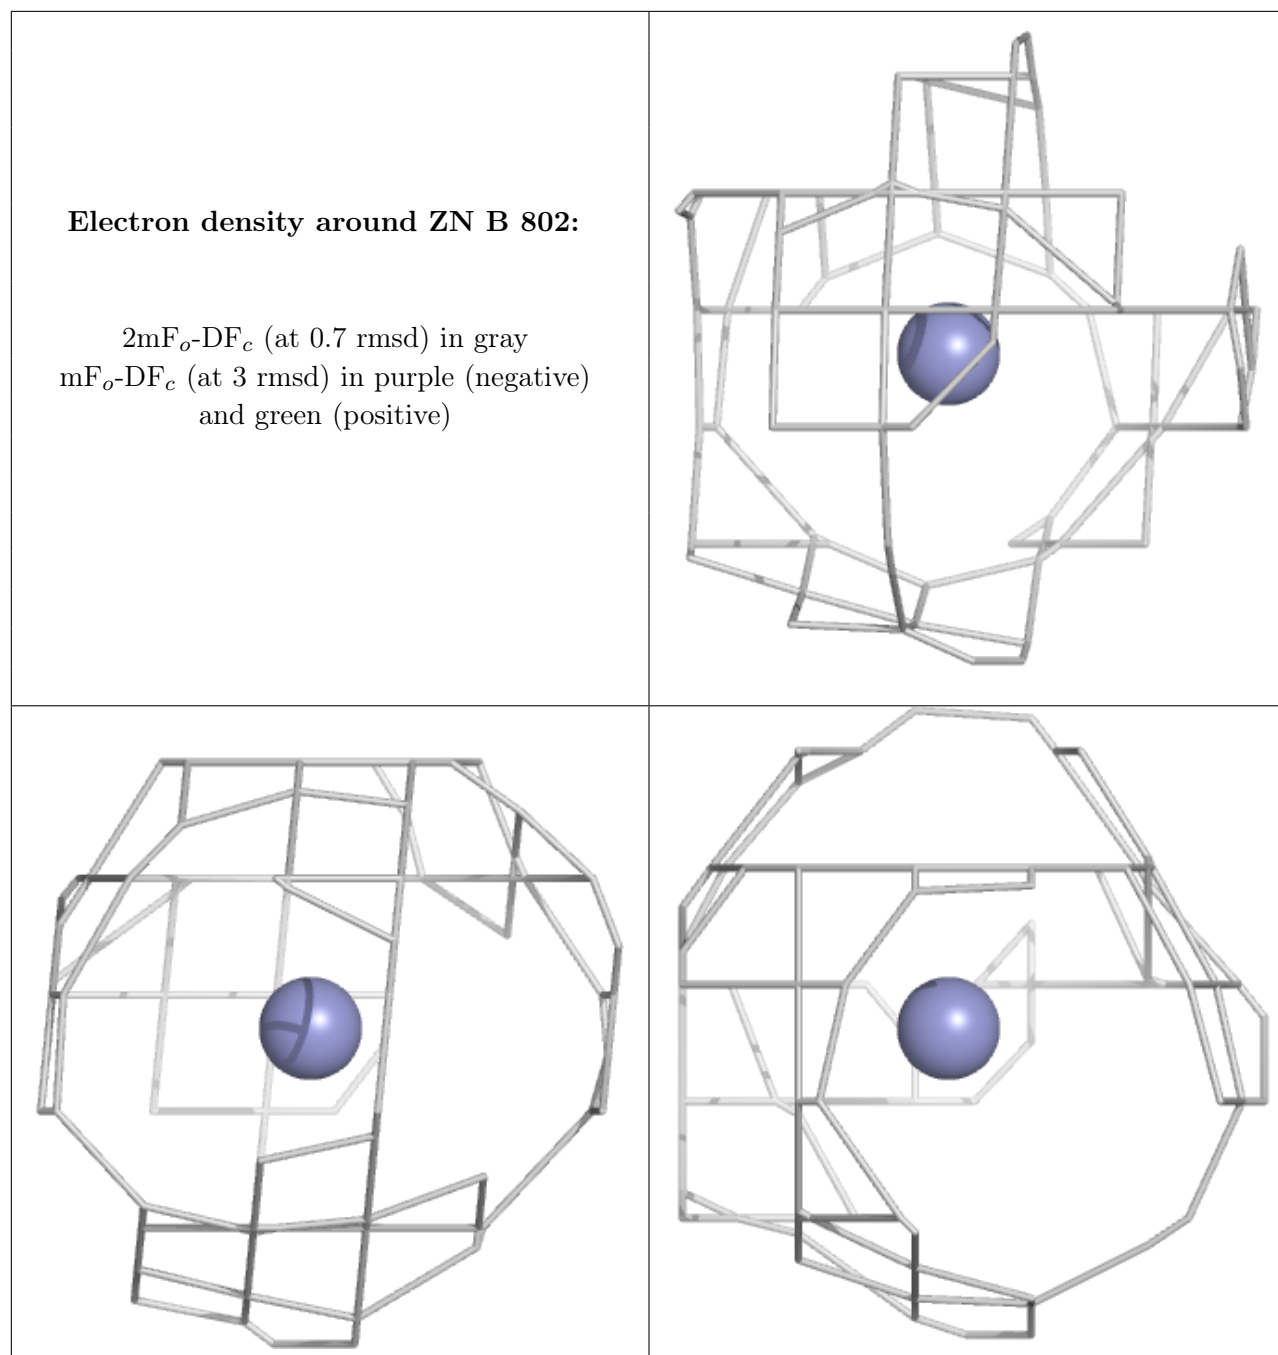 Electron density around ZN B 802:
2mFo-DFc (at 0.7 rmsd) in gray
mFo-DFc (at 3 rmsd) in purple (negative)
and green (positive)